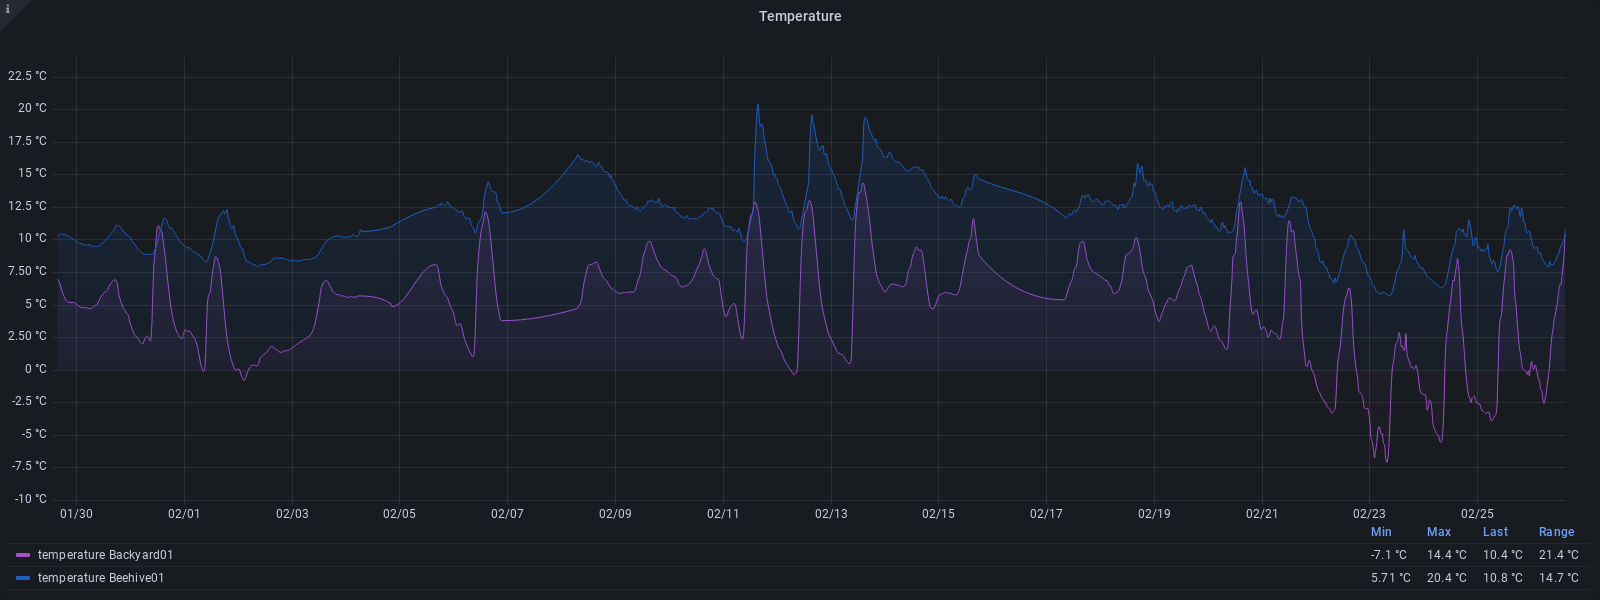 i
Temperature
22.5 °C
20 °C
17.5 °C
15 °C
12.5 °C
10 °C
7.50 °C
5 °C
2.50 °C
0 °C
-2.5 °C
-5 °C
-7.5 °C
-10 °C
01/30 02/01 02/03 02/05 02/07 02/09 02/11 02/13 02/15 02/17 02/19 02/21 02/23 02/25
Min Max Last Range
temperature Backyard01 -7.1 °C 14.4 °C 10.4 °C 21.4 °C
temperature Beehive01 5.71 °C 20.4 °C 10.8 °C 14.7 °C